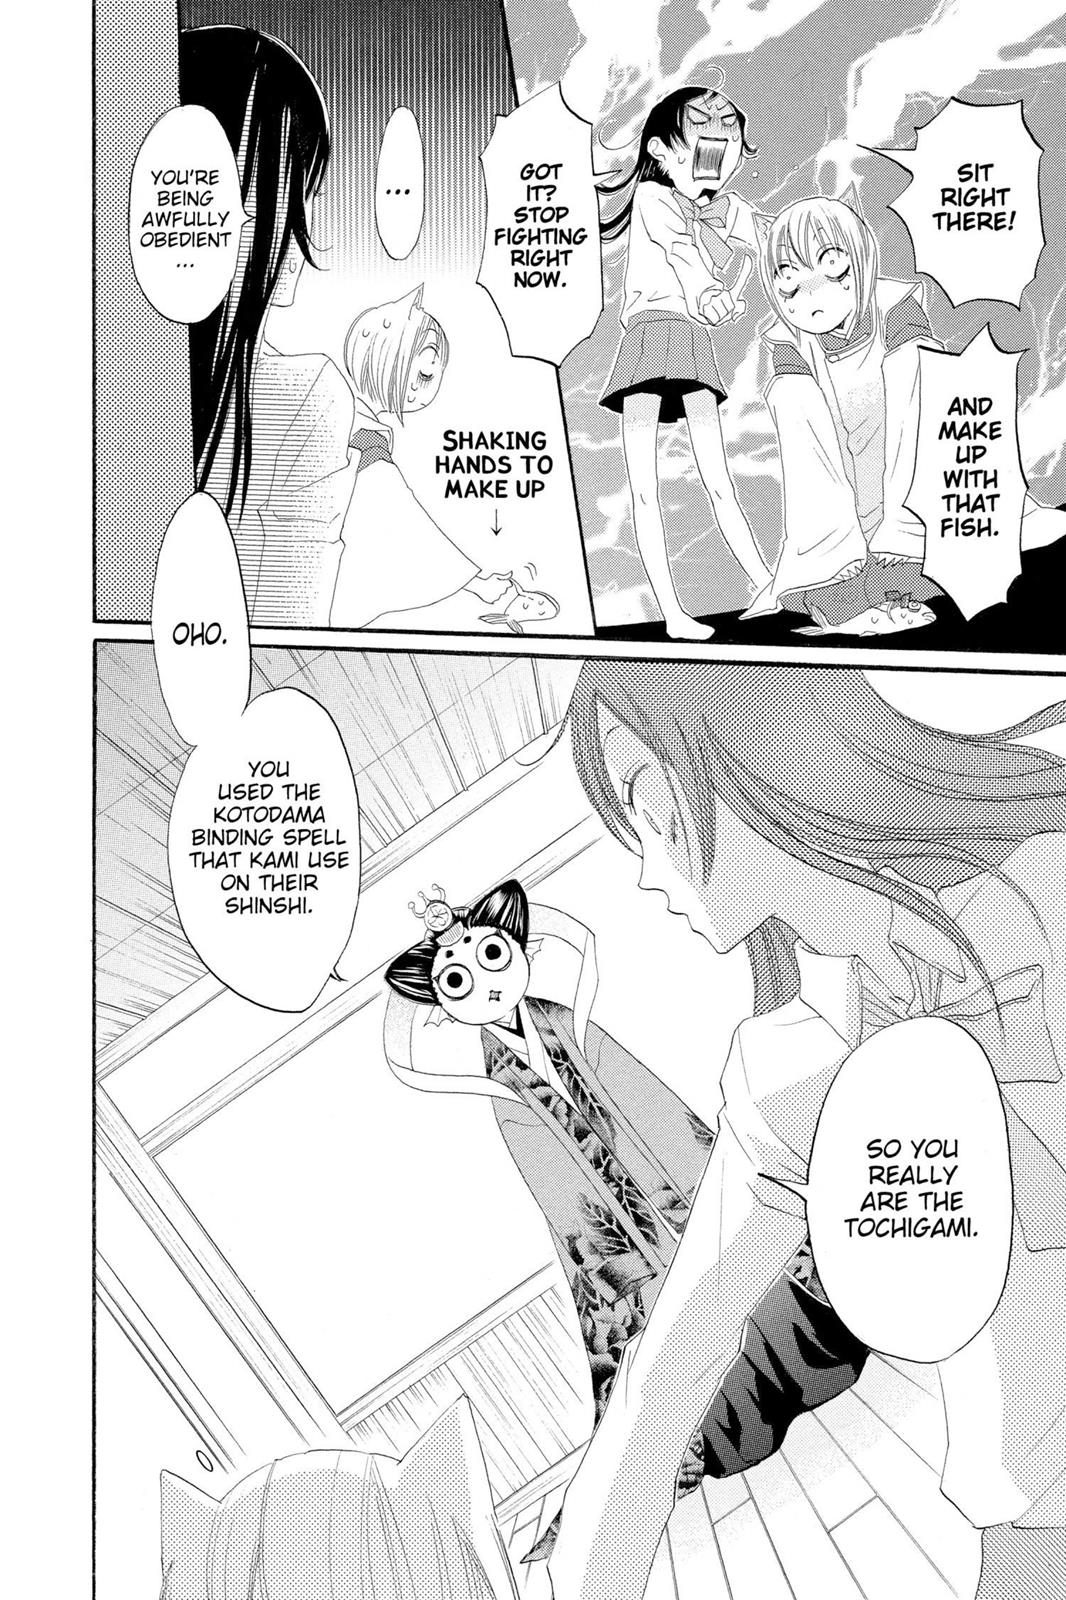 SIT
RIGHT
THERE!
AND
MAKE
UP
WITH
THAT
FISH.
GOT
IT?
STOP
FIGHTING
RIGHT
NOW.
...
SHAKING
HANDS TO
MAKE UP
YOU'RE
BEING
AWFULLY
OBEDIENT
...
OHO.
YOU
USED THE
KOTODAMA
BINDING SPELL
THAT KAMI USE
ON THEIR
SHINSHI.
SO YOU
REALLY
ARE THE
TOCHIGAMI.